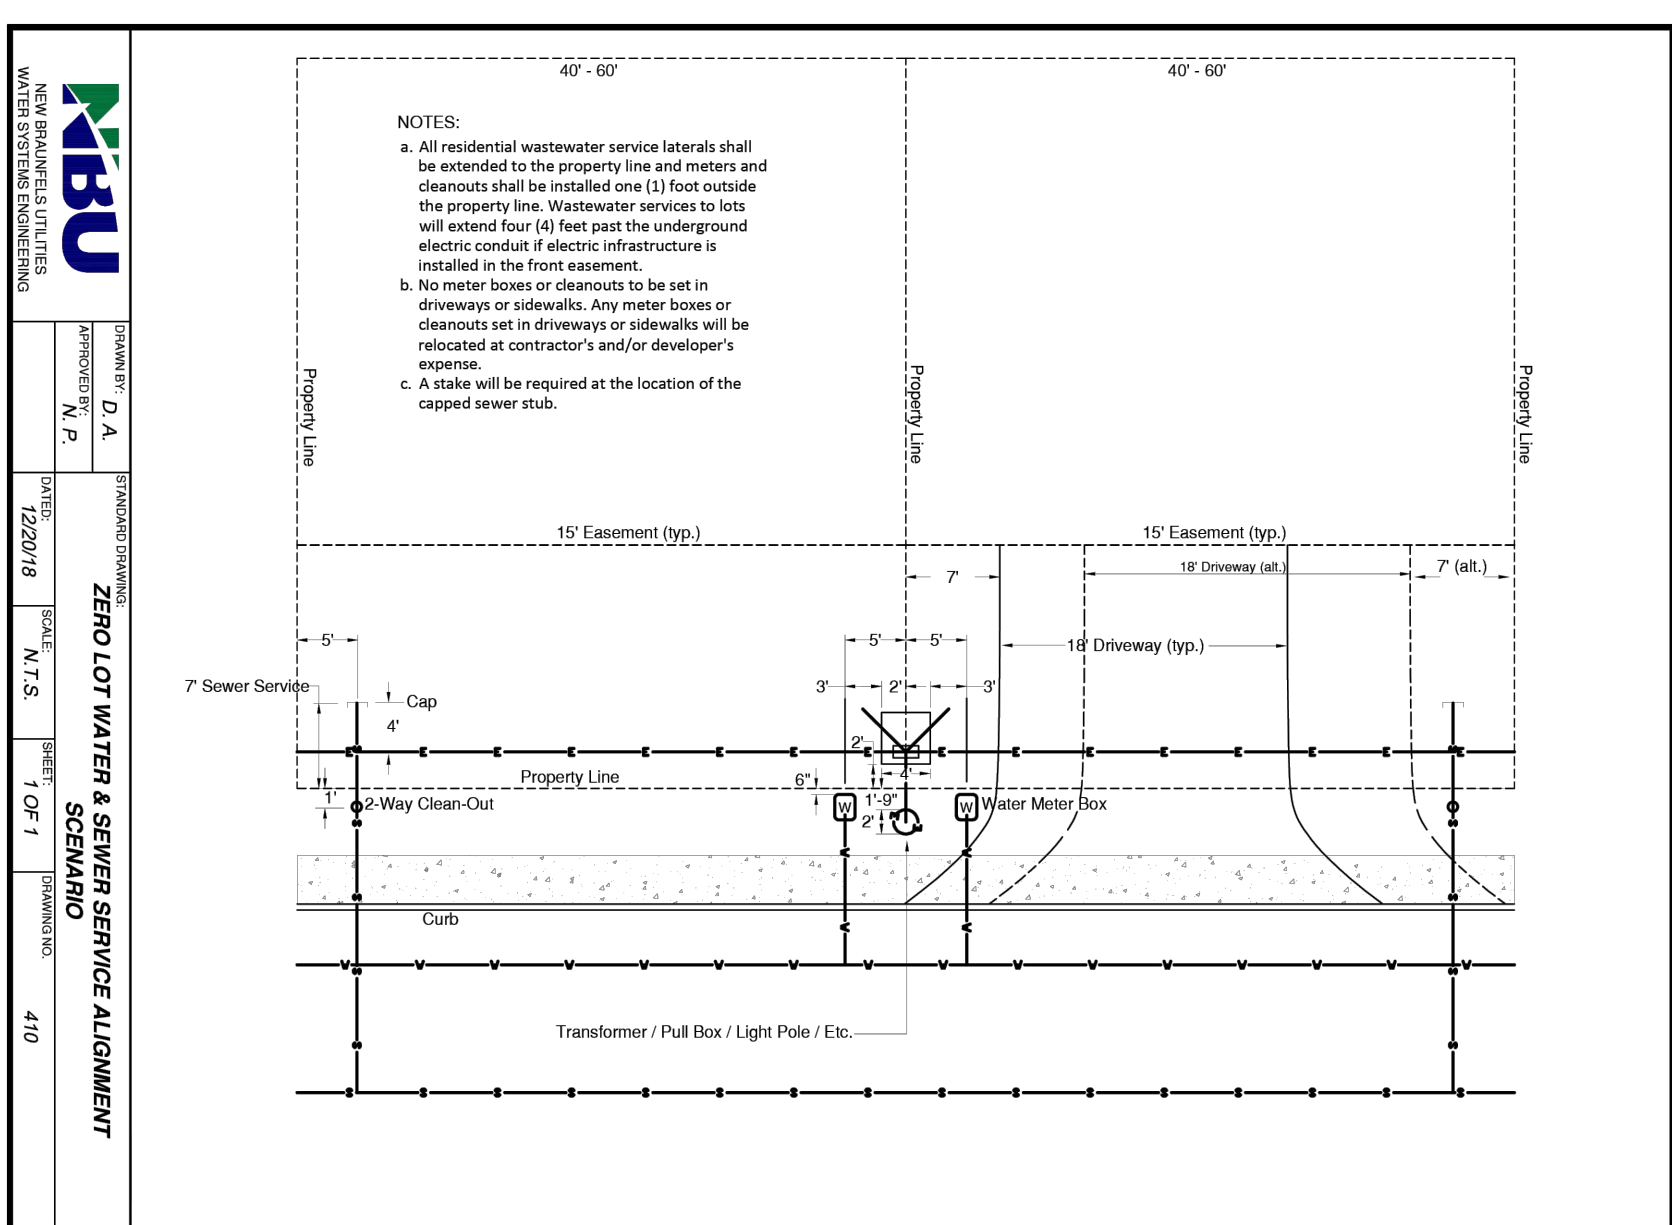 NBU
NEW BRAUNFELS UTILITIES
WATER SYSTEMS ENGINEERING
DRAWN BY: D. A.
APPROVED BY: N. P.
STANDARD DRAWING:
ZERO LOT WATER & SEWER SERVICE ALIGNMENT
SCENARIO
DATED: 12/20/18
SCALE: N.T.S.
SHEET: 1 OF 1
DRAWING NO. 410
40' - 60'
40' - 60'
NOTES:
a. All residential wastewater service laterals shall
be extended to the property line and meters and
cleanouts shall be installed one (1) foot outside
the property line. Wastewater services to lots
will extend four (4) feet past the underground
electric conduit if electric infrastructure is
installed in the front easement.
b. No meter boxes or cleanouts to be set in
driveways or sidewalks. Any meter boxes or
cleanouts set in driveways or sidewalks will be
relocated at contractor's and/or developer's
expense.
c. A stake will be required at the location of the
capped sewer stub.
Property Line
Property Line
Property Line
15' Easement (typ.)
15' Easement (typ.)
7'
18' Driveway (alt.)
7' (alt.)
5'
5'
5'
18' Driveway (typ.)
7' Sewer Service
3'
2'
3'
Cap
4'
2'
E E E E E E E E E E E E E E E E
4'
Property Line
6"
1'
2-Way Clean-Out
1'-9"
W
W
Water Meter Box
2'
S
W
W
S
S
S
Curb
W
W
W W W W W W W W W W W W W W W W
S
S
Transformer / Pull Box / Light Pole / Etc.
S
S
S S S S S S S S S S S S S S S S